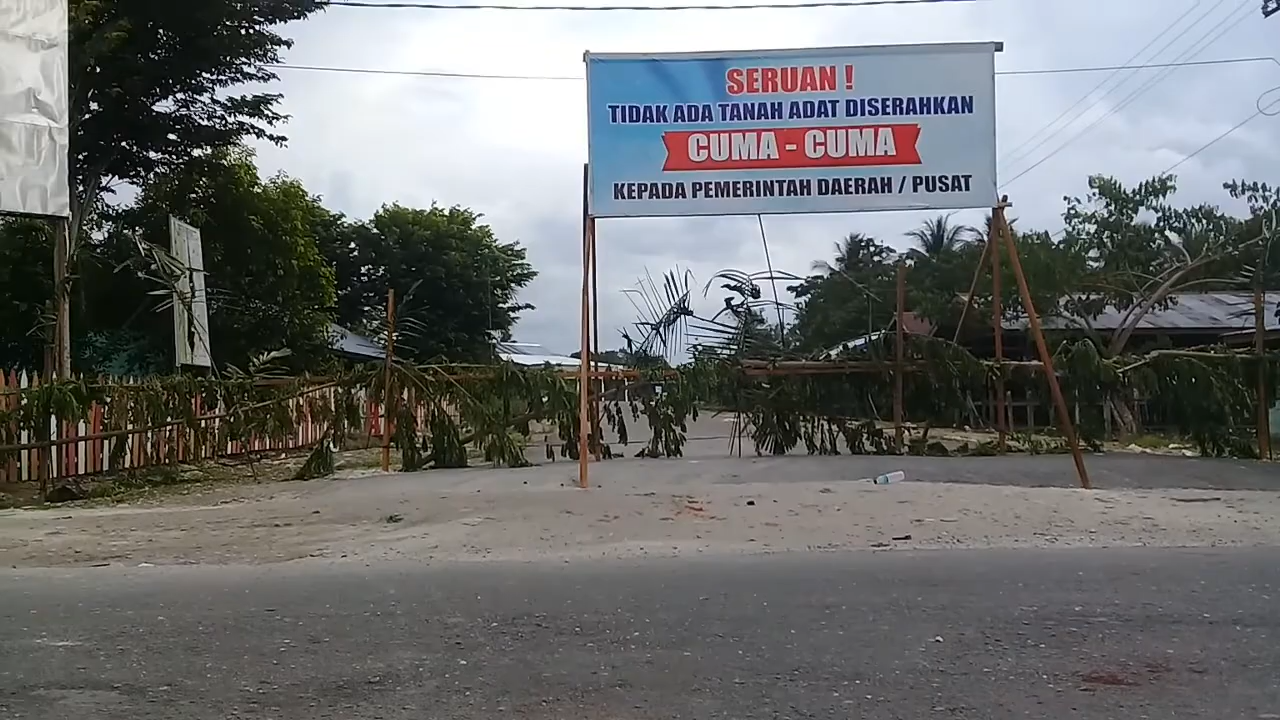 SERUAN !
TIDAK ADA TANAH ADAT DISERAHKAN
CUMA - CUMA
KEPADA PEMERINTAH DAERAH / PUSAT